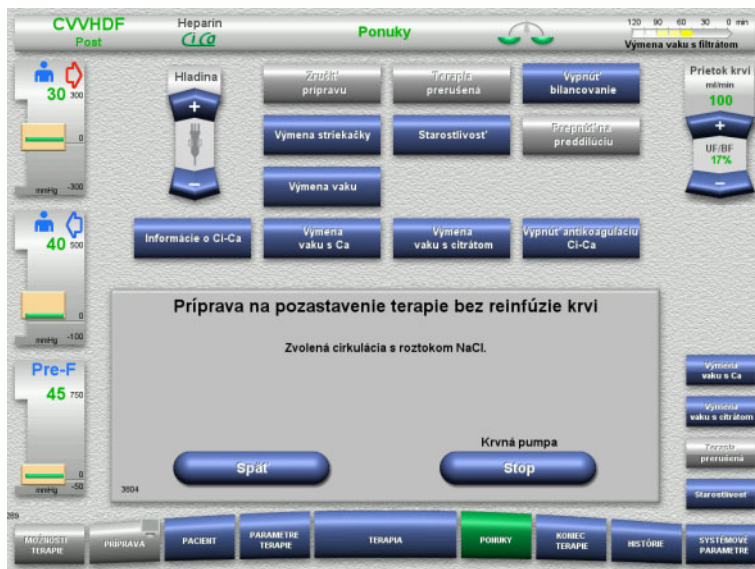 CVVHDF
Post
Heparin
CiCa
Ponuky
120 90 60 30 0 min
Výmena vaku s filtrátom
30 300
0
mmHg -300
Hladina
+
−
Zrušiť
prípravu
Terapia
prerušená
Vypnúť
bilancovanie
Výmena striekačky
Starostlivosť
Prepnúť na
predilúciu
Výmena vaku
Prietok krvi
ml/min
100
+
UF/BF
17%
−
40 500
0
mmHg -100
Informácie o Ci-Ca
Výmena
vaku s Ca
Výmena
vaku s citrátom
Vypnúť antikoaguláciu
Ci-Ca
Príprava na pozastavenie terapie bez reinfúzie krvi
Zvolená cirkulácia s roztokom NaCl.
Krvná pumpa
Späť
Stop
3804
Pre-F
45 750
0
mmHg -50
Výmena
vaku s Ca
Výmena
vaku s citrátom
Terapia
prerušená
Starostlivosť
MOŽNOSTI
TERAPIE
PRÍPRAVA
PACIENT
PARAMETRE
TERAPIE
TERAPIA
PONUKY
KONIEC
TERAPIE
HISTÓRIE
SYSTÉMOVÉ
PARAMETRE